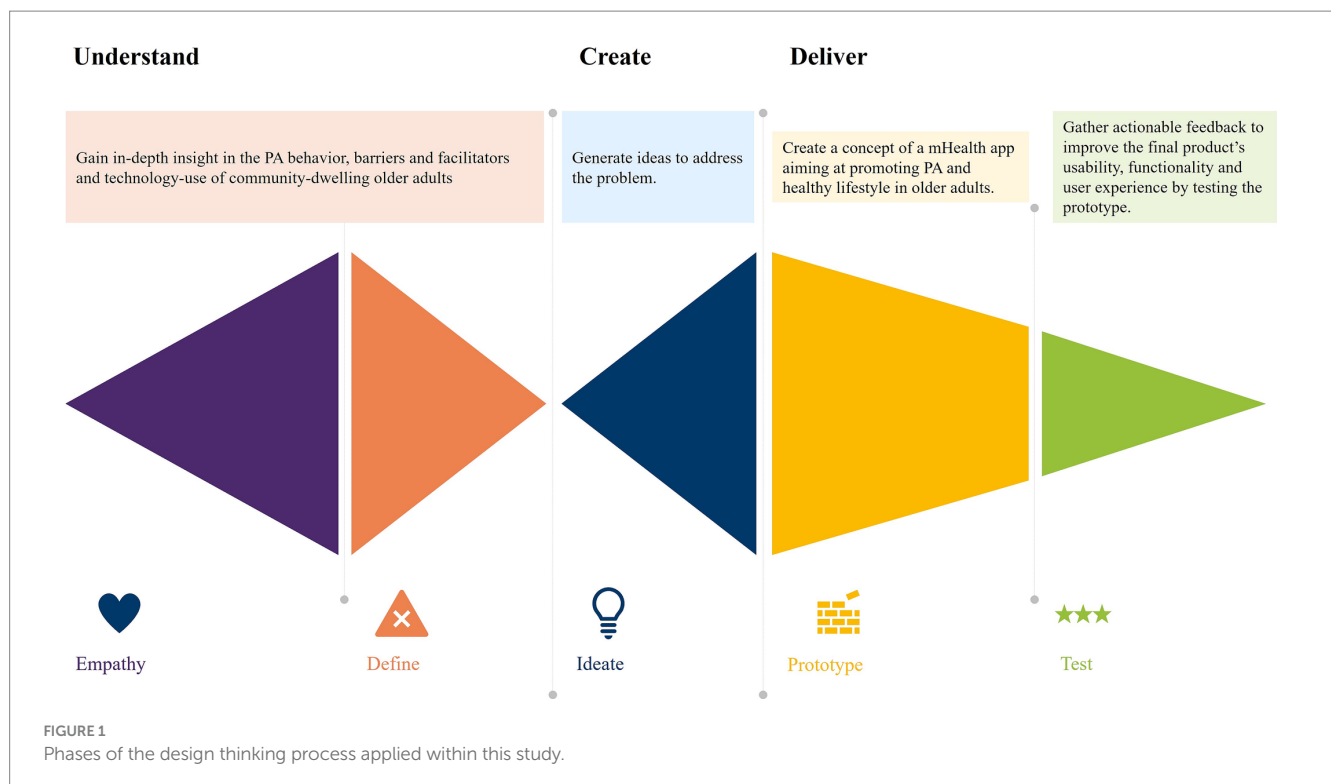 Understand
Create
Deliver
Gain in-depth insight in the PA behavior, barriers and facilitators
and technology-use of community-dwelling older adults
Generate ideas to address
the problem.
Create a concept of a mHealth app
aiming at promoting PA and
healthy lifestyle in older adults.
Gather actionable feedback to
improve the final product's
usability, functionality and
user experience by testing the
prototype.
Empathy
Define
Ideate
Prototype
Test
FIGURE 1
Phases of the design thinking process applied within this study.